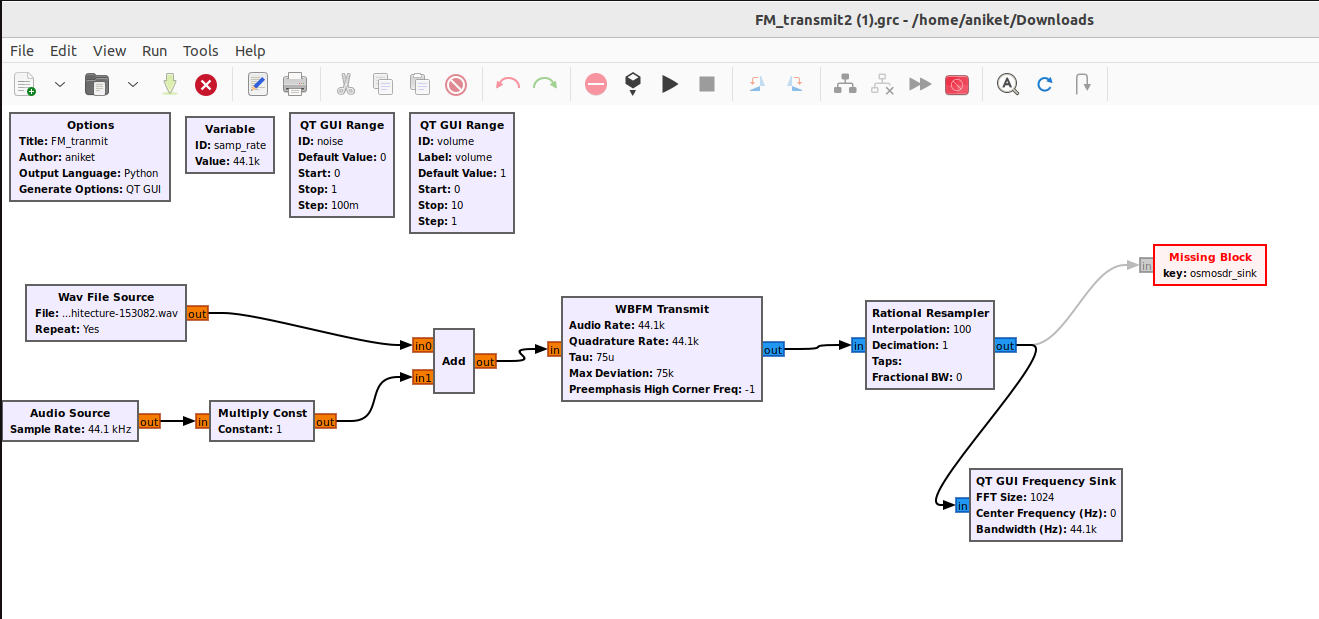 FM_transmit2 (1).grc - /home/aniket/Downloads
File Edit View Run Tools Help
Options
Title: FM_tranmit
Author: aniket
Output Language: Python
Generate Options: QT GUI
Variable
ID: samp_rate
Value: 44.1k
QT GUI Range
ID: noise
Default Value: 0
Start: 0
Stop: 1
Step: 100m
QT GUI Range
ID: volume
Label: volume
Default Value: 1
Start: 0
Stop: 10
Step: 1
in
Missing Block
key: osmosdr_sink
Wav File Source
File: ...hitecture-153082.wav
Repeat: Yes
out
in0
in1
Add
out
in
WBFM Transmit
Audio Rate: 44.1k
Quadrature Rate: 44.1k
Tau: 75u
Max Deviation: 75k
Preemphasis High Corner Freq: -1
out
in
Rational Resampler
Interpolation: 100
Decimation: 1
Taps:
Fractional BW: 0
out
Audio Source
Sample Rate: 44.1 kHz
out
in
Multiply Const
Constant: 1
out
in
QT GUI Frequency Sink
FFT Size: 1024
Center Frequency (Hz): 0
Bandwidth (Hz): 44.1k